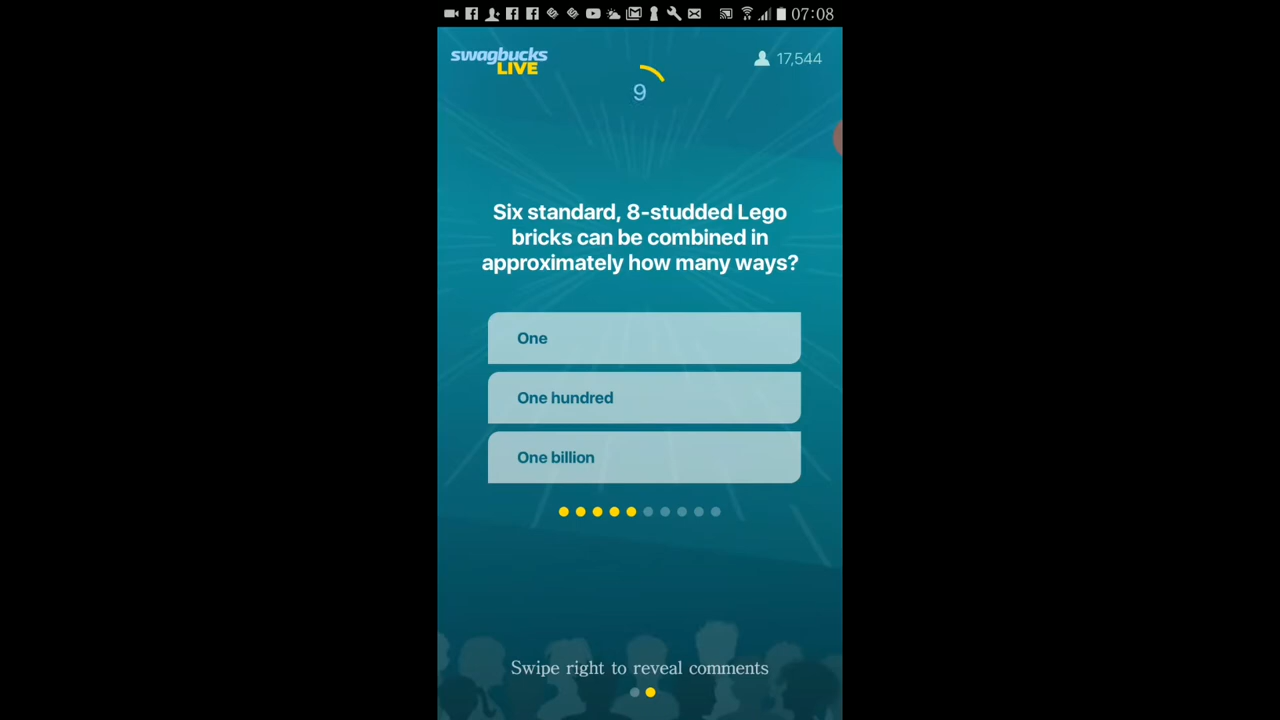 07:08
swagbucks
LIVE
17,544
9
Six standard, 8-studded Lego
bricks can be combined in
approximately how many ways?
One
One hundred
One billion
Swipe right to reveal comments